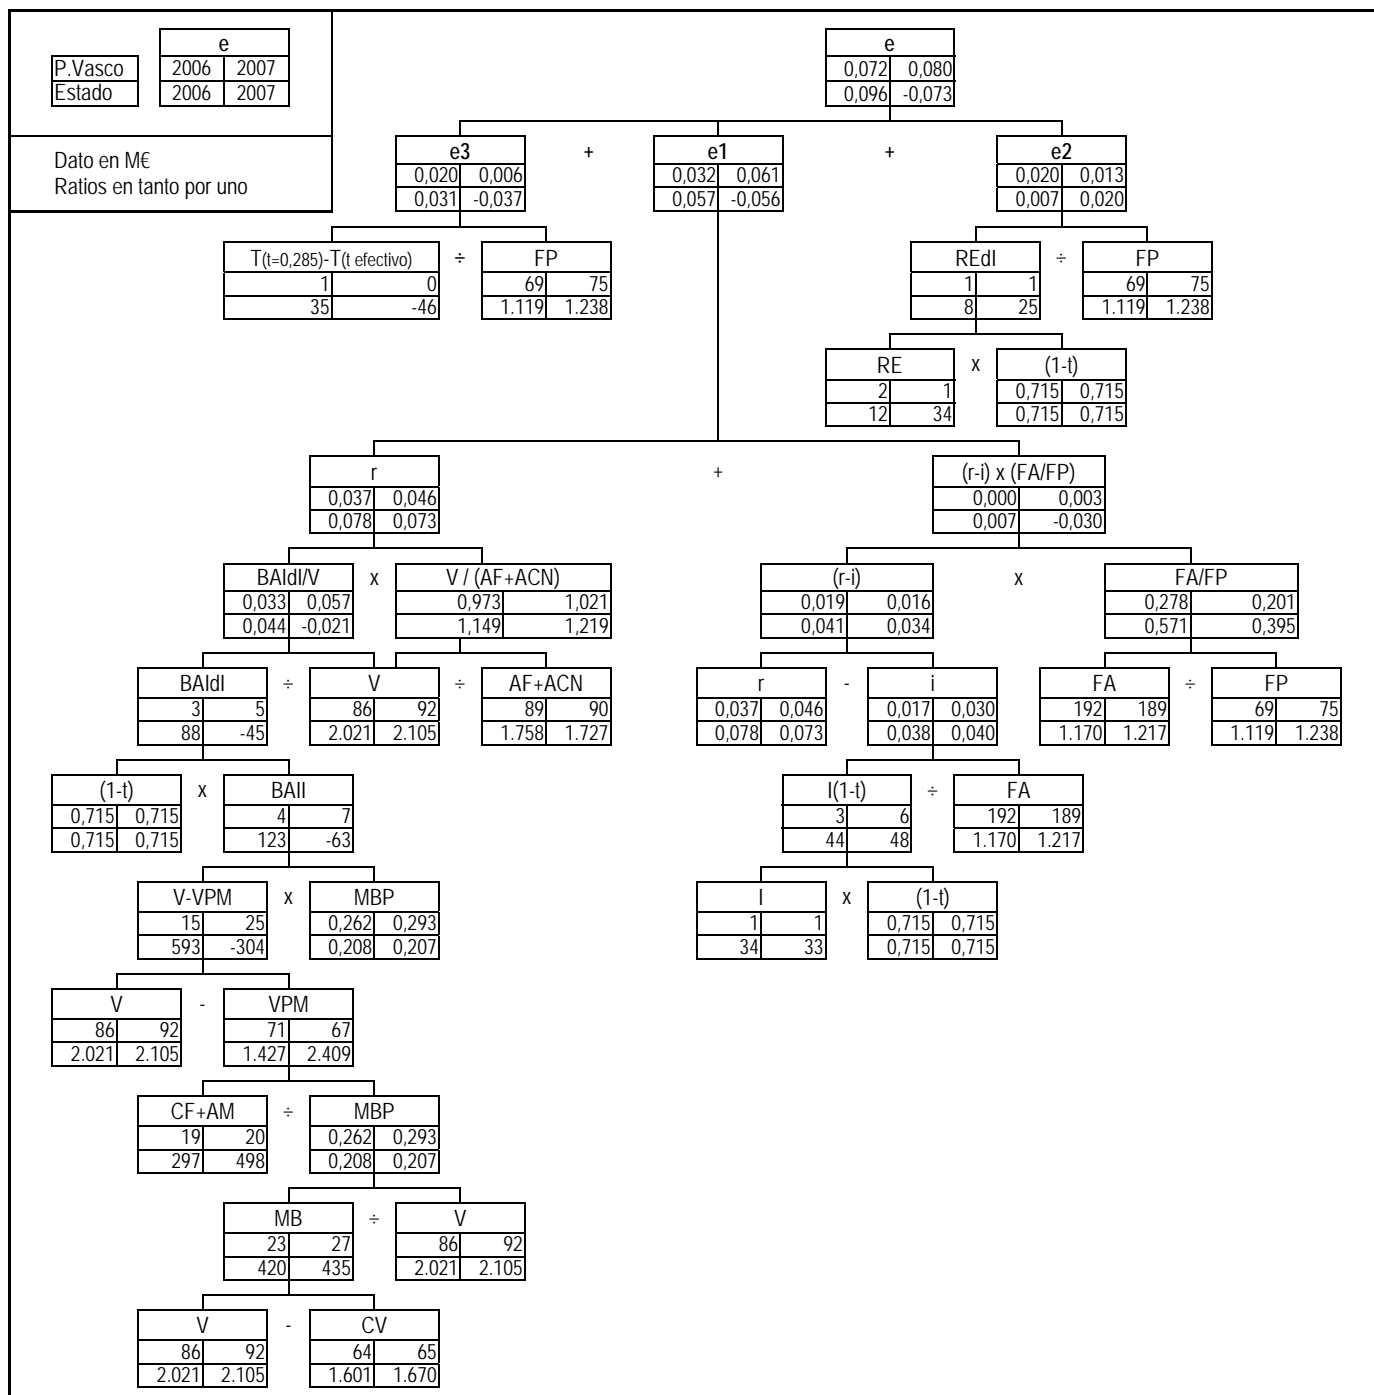 e
P.Vasco 2006 2007
Estado 2006 2007
Dato en M€
Ratios en tanto por uno
e
0,072 0,080
0,096 -0,073
e3 + e1 + e2
0,020 0,006 0,032 0,061 0,020 0,013
0,031 -0,037 0,057 -0,056 0,007 0,020
T(t=0,285)-T(t efectivo) ÷ FP REdI ÷ FP
1 0 69 75 1 1 69 75
35 -46 1.119 1.238 8 25 1.119 1.238
RE x (1-t)
2 1 0,715 0,715
12 34 0,715 0,715
r + (r-i) x (FA/FP)
0,037 0,046 0,000 0,003
0,078 0,073 0,007 -0,030
BAIdI/V x V / (AF+ACN) (r-i) x FA/FP
0,033 0,057 0,973 1,021 0,019 0,016 0,278 0,201
0,044 -0,021 1,149 1,219 0,041 0,034 0,571 0,395
BAIdI ÷ V ÷ AF+ACN r - i FA ÷ FP
3 5 86 92 89 90 0,037 0,046 0,017 0,030 192 189 69 75
88 -45 2.021 2.105 1.758 1.727 0,078 0,073 0,038 0,040 1.170 1.217 1.119 1.238
(1-t) x BAII I(1-t) ÷ FA
0,715 0,715 4 7 3 6 192 189
0,715 0,715 123 -63 44 48 1.170 1.217
V-VPM x MBP I x (1-t)
15 25 0,262 0,293 1 1 0,715 0,715
593 -304 0,208 0,207 34 33 0,715 0,715
V - VPM
86 92 71 67
2.021 2.105 1.427 2.409
CF+AM ÷ MBP
19 20 0,262 0,293
297 498 0,208 0,207
MB ÷ V
23 27 86 92
420 435 2.021 2.105
V - CV
86 92 64 65
2.021 2.105 1.601 1.670